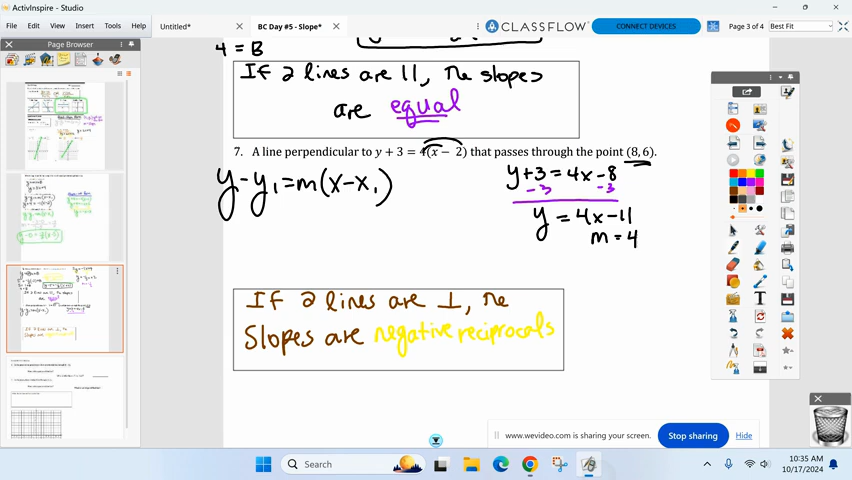 ActivInspire - Studio
File Edit View Insert Tools Help
Untitled*
BC Day #5 - Slope*
CLASSFLOW
CONNECT DEVICES
Page 3 of 4
Best Fit
Page Browser
4 = B
If 2 lines are ||, the slopes
are equal
7. A line perpendicular to y + 3 = 4(x − 2) that passes through the point (8, 6).
y - y₁ = m(x - x₁)
y + 3 = 4x - 8
-3 -3
y = 4x - 11
m = 4
If 2 lines are ⊥, the
slopes are negative reciprocals
www.wevideo.com is sharing your screen.
Stop sharing
Hide
Search
10:35 AM
10/17/2024